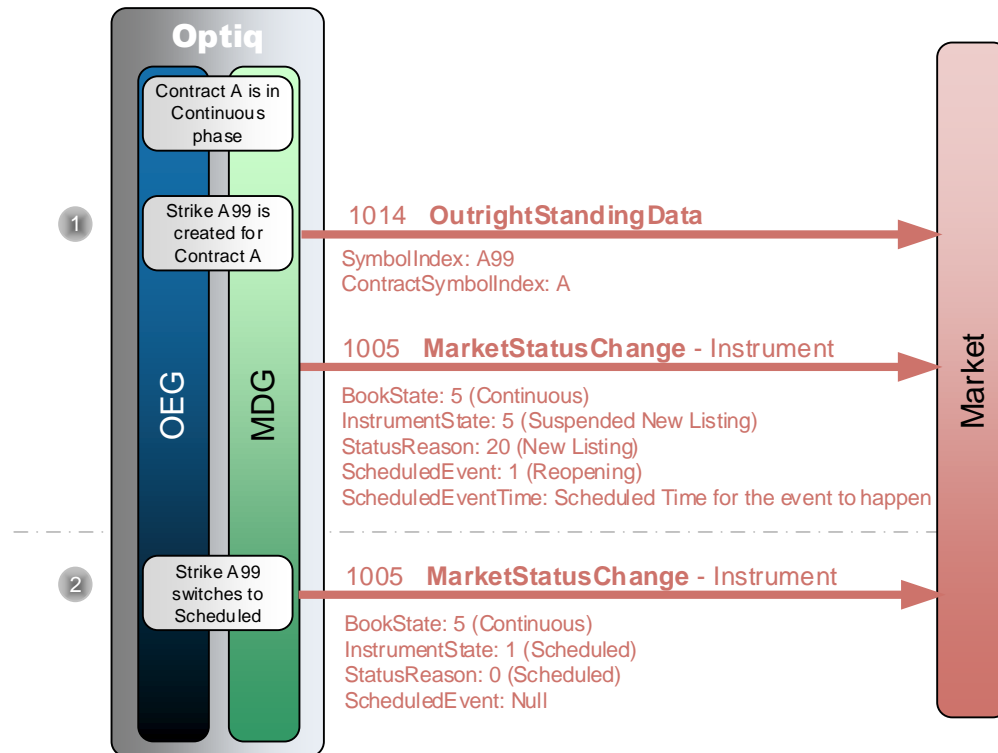 Optiq
Contract A is in
Continuous
phase
1
Strike A99 is
created for
Contract A
1014 OutrightStandingData
SymbolIndex: A99
ContractSymbolIndex: A
1005 MarketStatusChange - Instrument
BookState: 5 (Continuous)
InstrumentState: 5 (Suspended New Listing)
StatusReason: 20 (New Listing)
ScheduledEvent: 1 (Reopening)
ScheduledEventTime: Scheduled Time for the event to happen
OEG
MDG
Market
2
Strike A99
switches to
Scheduled
1005 MarketStatusChange - Instrument
BookState: 5 (Continuous)
InstrumentState: 1 (Scheduled)
StatusReason: 0 (Scheduled)
ScheduledEvent: Null